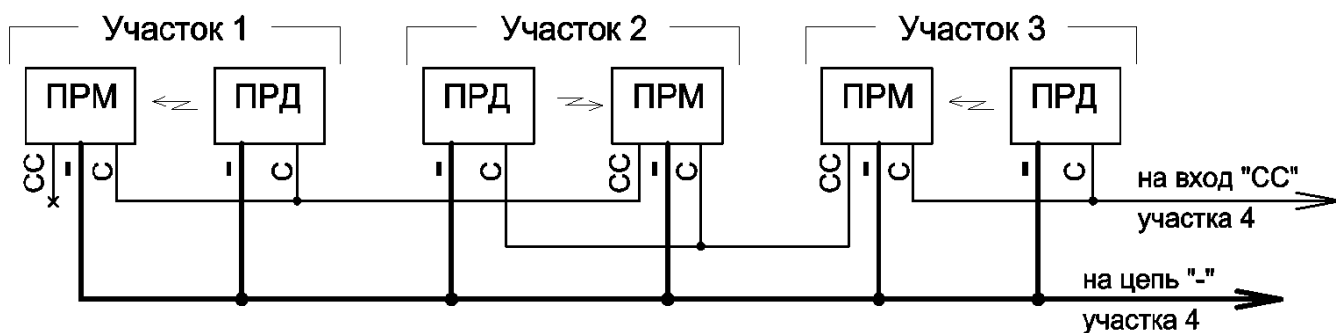 Участок 1 Участок 2 Участок 3
ПРМ ПРД ПРД ПРМ ПРМ ПРД
СС - С - С - С СС - С СС - С - С
на вход "СС"
участка 4
на цепь "-"
участка 4